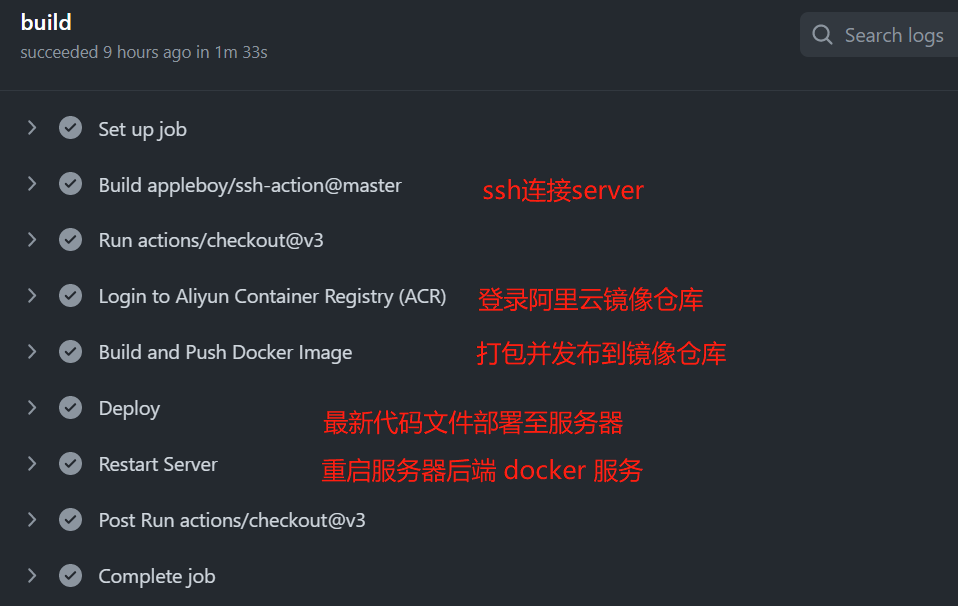 build
succeeded 9 hours ago in 1m 33s
Search logs
Set up job
Build appleboy/ssh-action@master
ssh连接server
Run actions/checkout@v3
Login to Aliyun Container Registry (ACR)
登录阿里云镜像仓库
Build and Push Docker Image
打包并发布到镜像仓库
Deploy
最新代码文件部署至服务器
Restart Server
重启服务器后端 docker 服务
Post Run actions/checkout@v3
Complete job